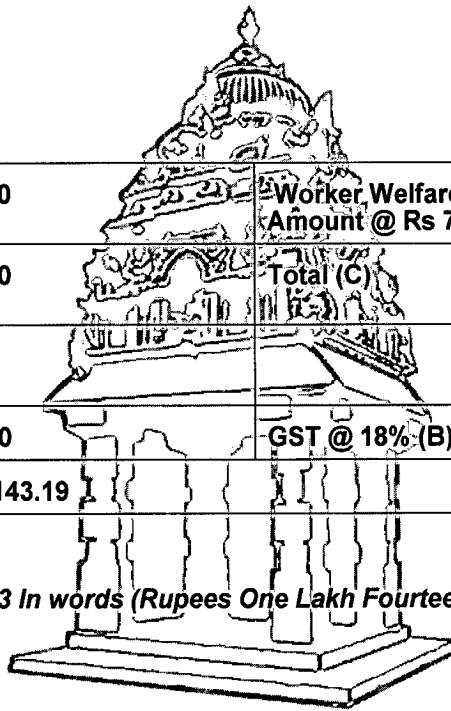 0 Worker Welfare
Amount @ Rs 7
0 Total (C)
0 GST @ 18% (B)
143.19
3 In words (Rupees One Lakh Fourtee